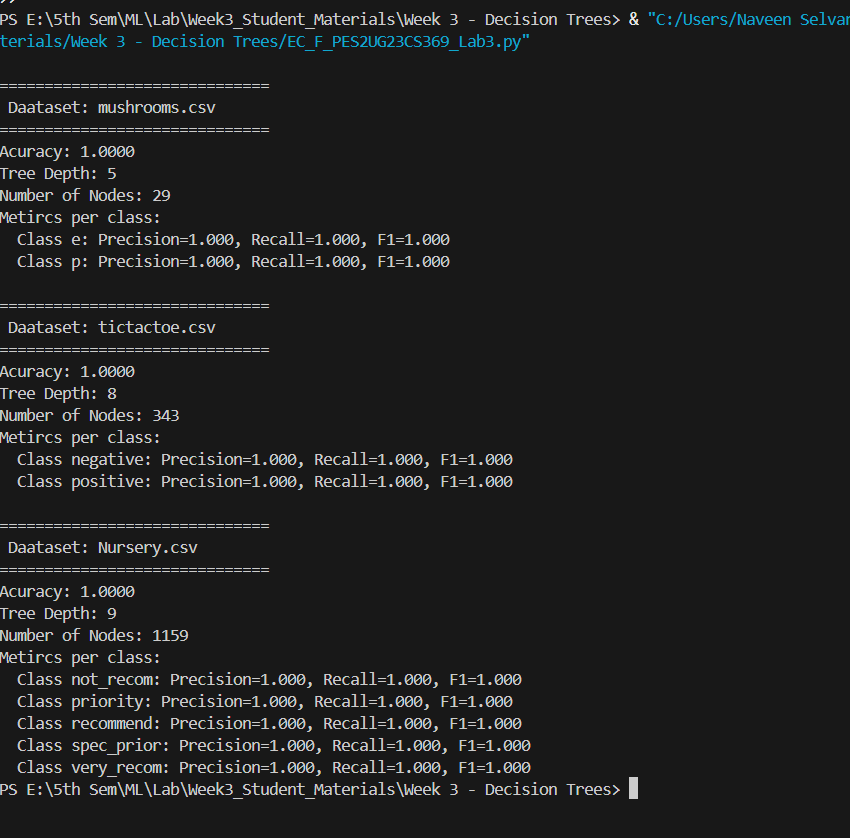 PS E:\5th Sem\ML\Lab\Week3_Student_Materials\Week 3 - Decision Trees> & "C:/Users/Naveen Selvar
terials/Week 3 - Decision Trees/EC_F_PES2UG23CS369_Lab3.py"
==============================
Daataset: mushrooms.csv
==============================
Acuracy: 1.0000
Tree Depth: 5
Number of Nodes: 29
Metircs per class:
Class e: Precision=1.000, Recall=1.000, F1=1.000
Class p: Precision=1.000, Recall=1.000, F1=1.000
==============================
Daataset: tictactoe.csv
==============================
Acuracy: 1.0000
Tree Depth: 8
Number of Nodes: 343
Metircs per class:
Class negative: Precision=1.000, Recall=1.000, F1=1.000
Class positive: Precision=1.000, Recall=1.000, F1=1.000
==============================
Daataset: Nursery.csv
==============================
Acuracy: 1.0000
Tree Depth: 9
Number of Nodes: 1159
Metircs per class:
Class not_recom: Precision=1.000, Recall=1.000, F1=1.000
Class priority: Precision=1.000, Recall=1.000, F1=1.000
Class recommend: Precision=1.000, Recall=1.000, F1=1.000
Class spec_prior: Precision=1.000, Recall=1.000, F1=1.000
Class very_recom: Precision=1.000, Recall=1.000, F1=1.000
PS E:\5th Sem\ML\Lab\Week3_Student_Materials\Week 3 - Decision Trees>